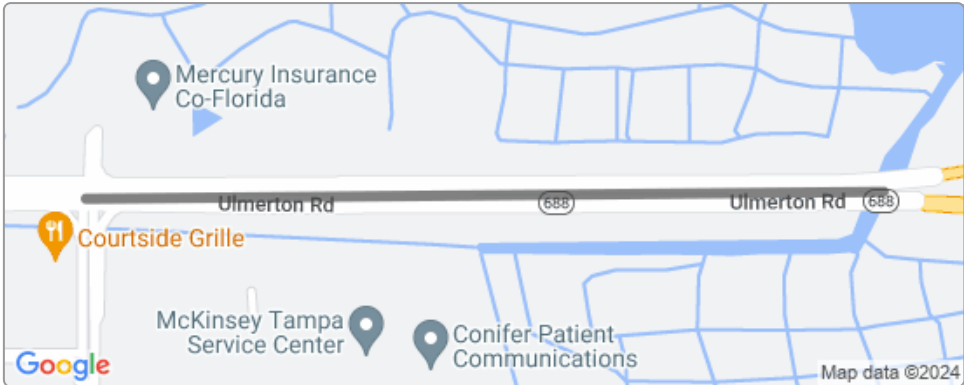 Mercury Insurance
Co-Florida
Ulmerton Rd
688
Ulmerton Rd
688
Courtside Grille
McKinsey Tampa
Service Center
Conifer Patient
Communications
Google
Map data ©2024